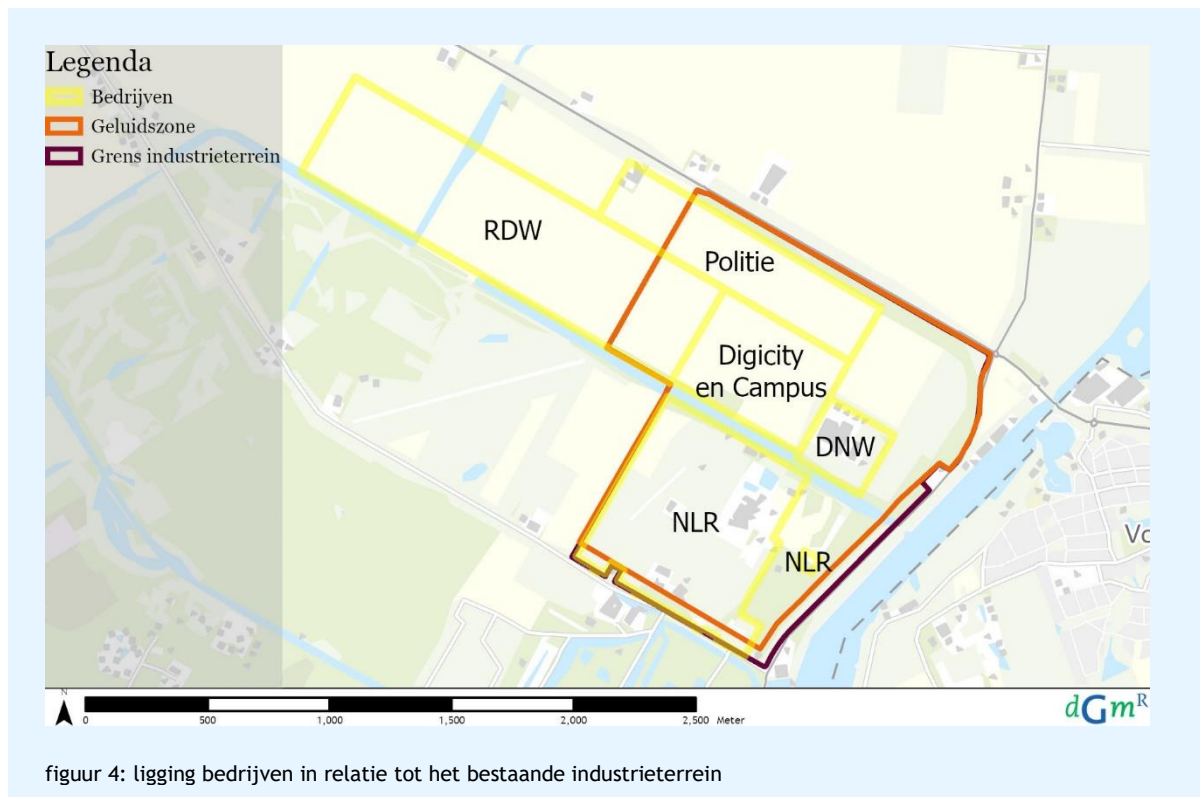 Legenda
Bedrijven
Geluidszone
Grens industrieterrein
RDW
Politie
Digicity
en Campus
DNW
NLR
NLR
Vo
N
0 500 1,000 1,500 2,000 2,500 Meter
dGmR
figuur 4: ligging bedrijven in relatie tot het bestaande industrieterrein